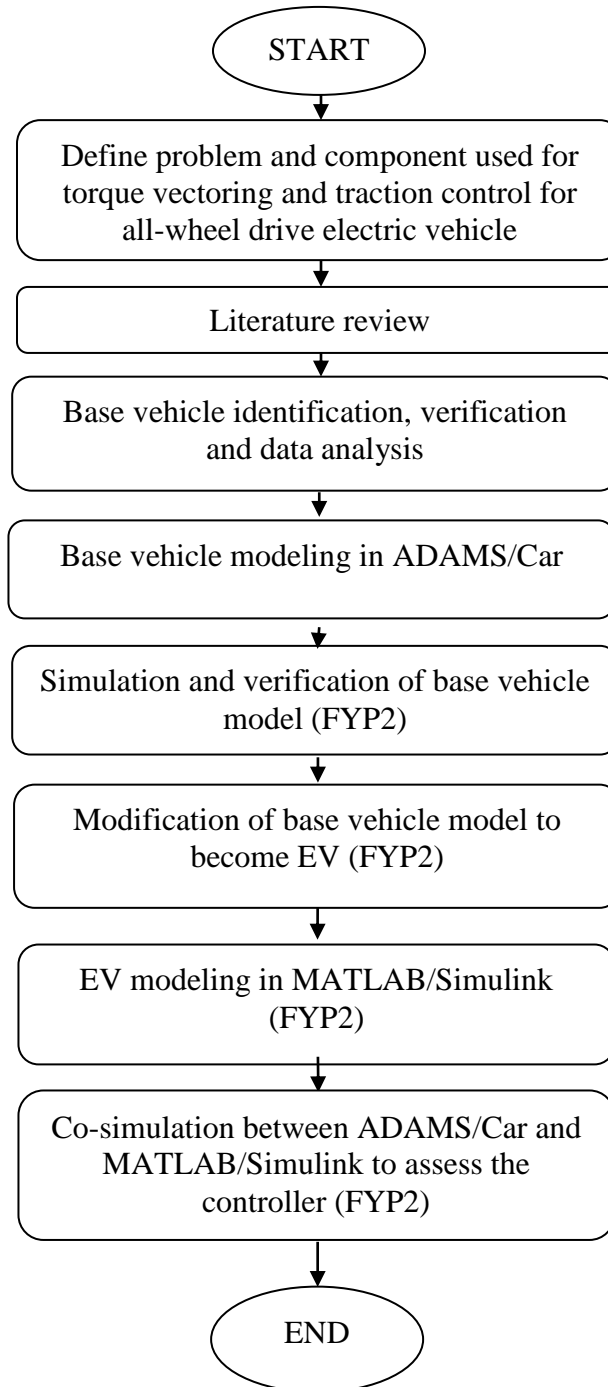 START
Define problem and component used for
torque vectoring and traction control for
all-wheel drive electric vehicle
Literature review
Base vehicle identification, verification
and data analysis
Base vehicle modeling in ADAMS/Car
Simulation and verification of base vehicle
model (FYP2)
Modification of base vehicle model to
become EV (FYP2)
EV modeling in MATLAB/Simulink
(FYP2)
Co-simulation between ADAMS/Car and
MATLAB/Simulink to assess the
controller (FYP2)
END